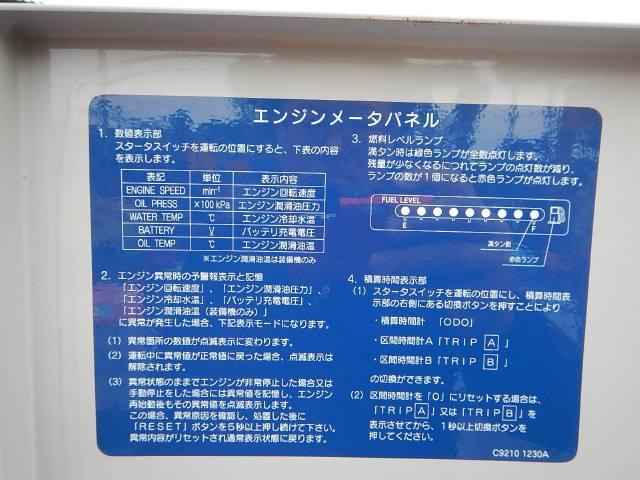 エンジンメータパネル
1. 数値表示部
スタータスイッチを運転の位置にすると、下表の内容
を表示します。
表記 単位 表示内容
ENGINE SPEED min⁻¹ エンジン回転速度
OIL PRESS ×100 kPa エンジン潤滑油圧力
WATER TEMP ℃ エンジン冷却水温
BATTERY V バッテリ充電電圧
OIL TEMP ℃ エンジン潤滑油温
※エンジン潤滑油温は装備機のみ
2. エンジン異常時の予警報表示と記憶
「エンジン回転速度」、「エンジン潤滑油圧力」、
「エンジン冷却水温」、「バッテリ充電電圧」、
「エンジン潤滑油温(装備機のみ)」
に異常が発生した場合、下記表示モードになります。
(1) 異常箇所の数値が点滅表示に変わります。
(2) 運転中に異常値が正常値に戻った場合、点滅表示は
解除されます。
(3) 異常状態のままでエンジンが非常停止した場合又は
手動停止をした場合には異常値を記憶し、エンジン
再始動後もその異常値を点滅表示します。
この場合、異常原因を確認し、処置した後に
「RESET」ボタンを5秒以上押し続けて下さい。
異常内容がリセットされ通常表示状態に戻ります。
3. 燃料レベルランプ
満タン時は緑色ランプが全数点灯します。
残量が少なくなるにつれてランプの点灯数が減り、
ランプの数が1個になると赤色ランプが点灯します。
FUEL LEVEL
E F
満タン側
赤色ランプ
4. 積算時間表示部
(1) スタータスイッチを運転の位置にし、積算時間表
示部の右側にある切換ボタンを押すことにより
・積算時間計 「ODO」
・区間時間計A「TRIP A」
・区間時間計B「TRIP B」
の切換ができます。
(2) 区間時間計を「0」にリセットする場合は、
「TRIP A」又は「TRIP B」を
表示させてから、1秒以上切換ボタンを
押してください。
C9210 1230A